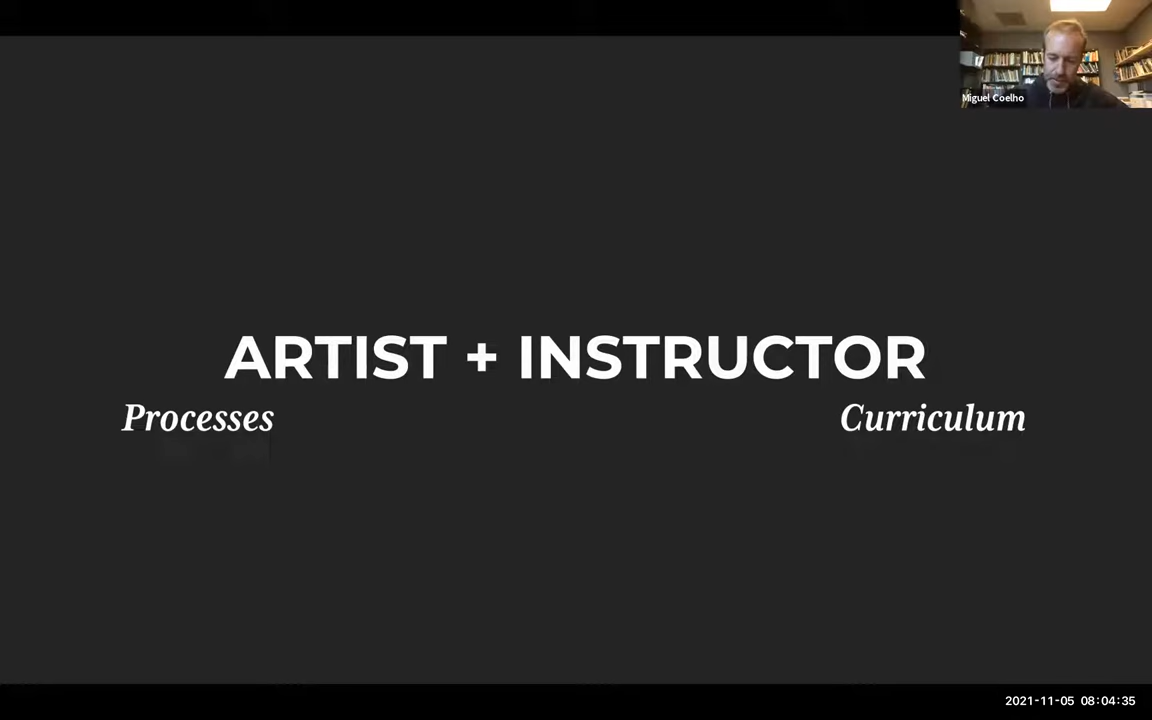 Miguel Coelho
ARTIST + INSTRUCTOR
Processes Curriculum
2021-11-05 08:04:35